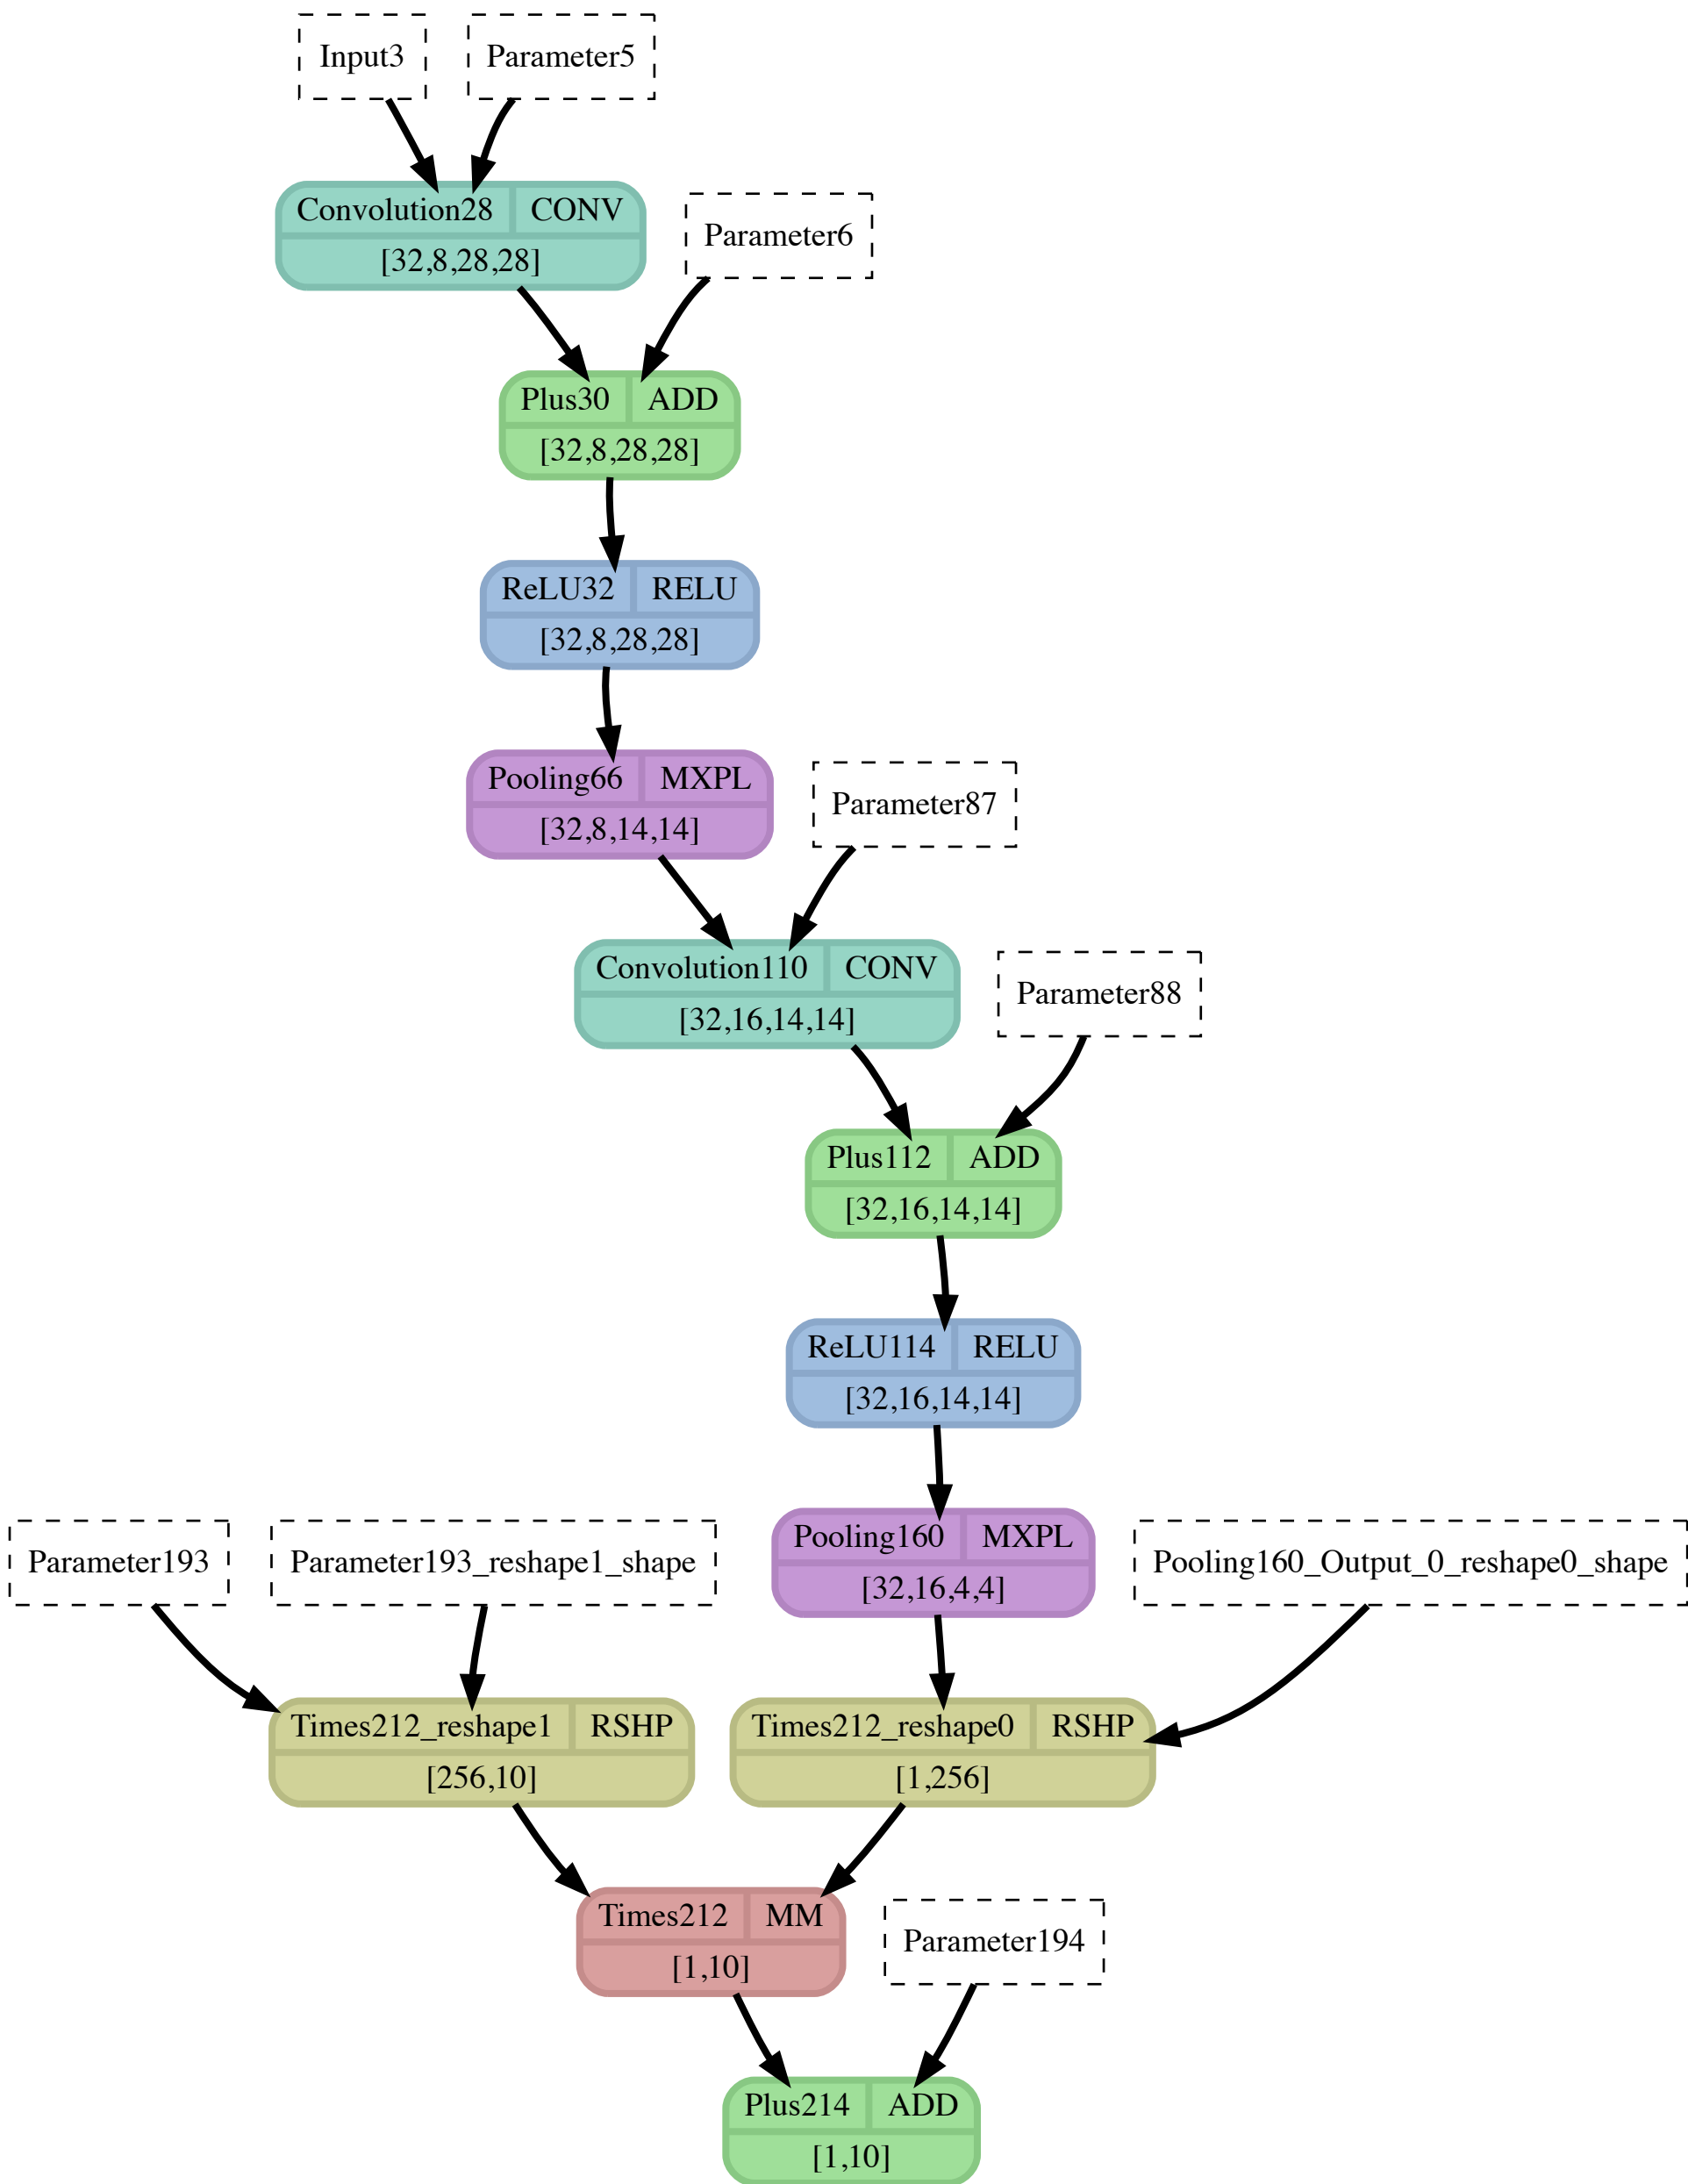 Input3
Parameter5
Convolution28 CONV
[32,8,28,28]
Parameter6
Plus30 ADD
[32,8,28,28]
ReLU32 RELU
[32,8,28,28]
Pooling66 MXPL
[32,8,14,14]
Parameter87
Convolution110 CONV
[32,16,14,14]
Parameter88
Plus112 ADD
[32,16,14,14]
ReLU114 RELU
[32,16,14,14]
Parameter193
Parameter193_reshape1_shape
Pooling160 MXPL
[32,16,4,4]
Pooling160_Output_0_reshape0_shape
Times212_reshape1 RSHP
[256,10]
Times212_reshape0 RSHP
[1,256]
Times212 MM
[1,10]
Parameter194
Plus214 ADD
[1,10]